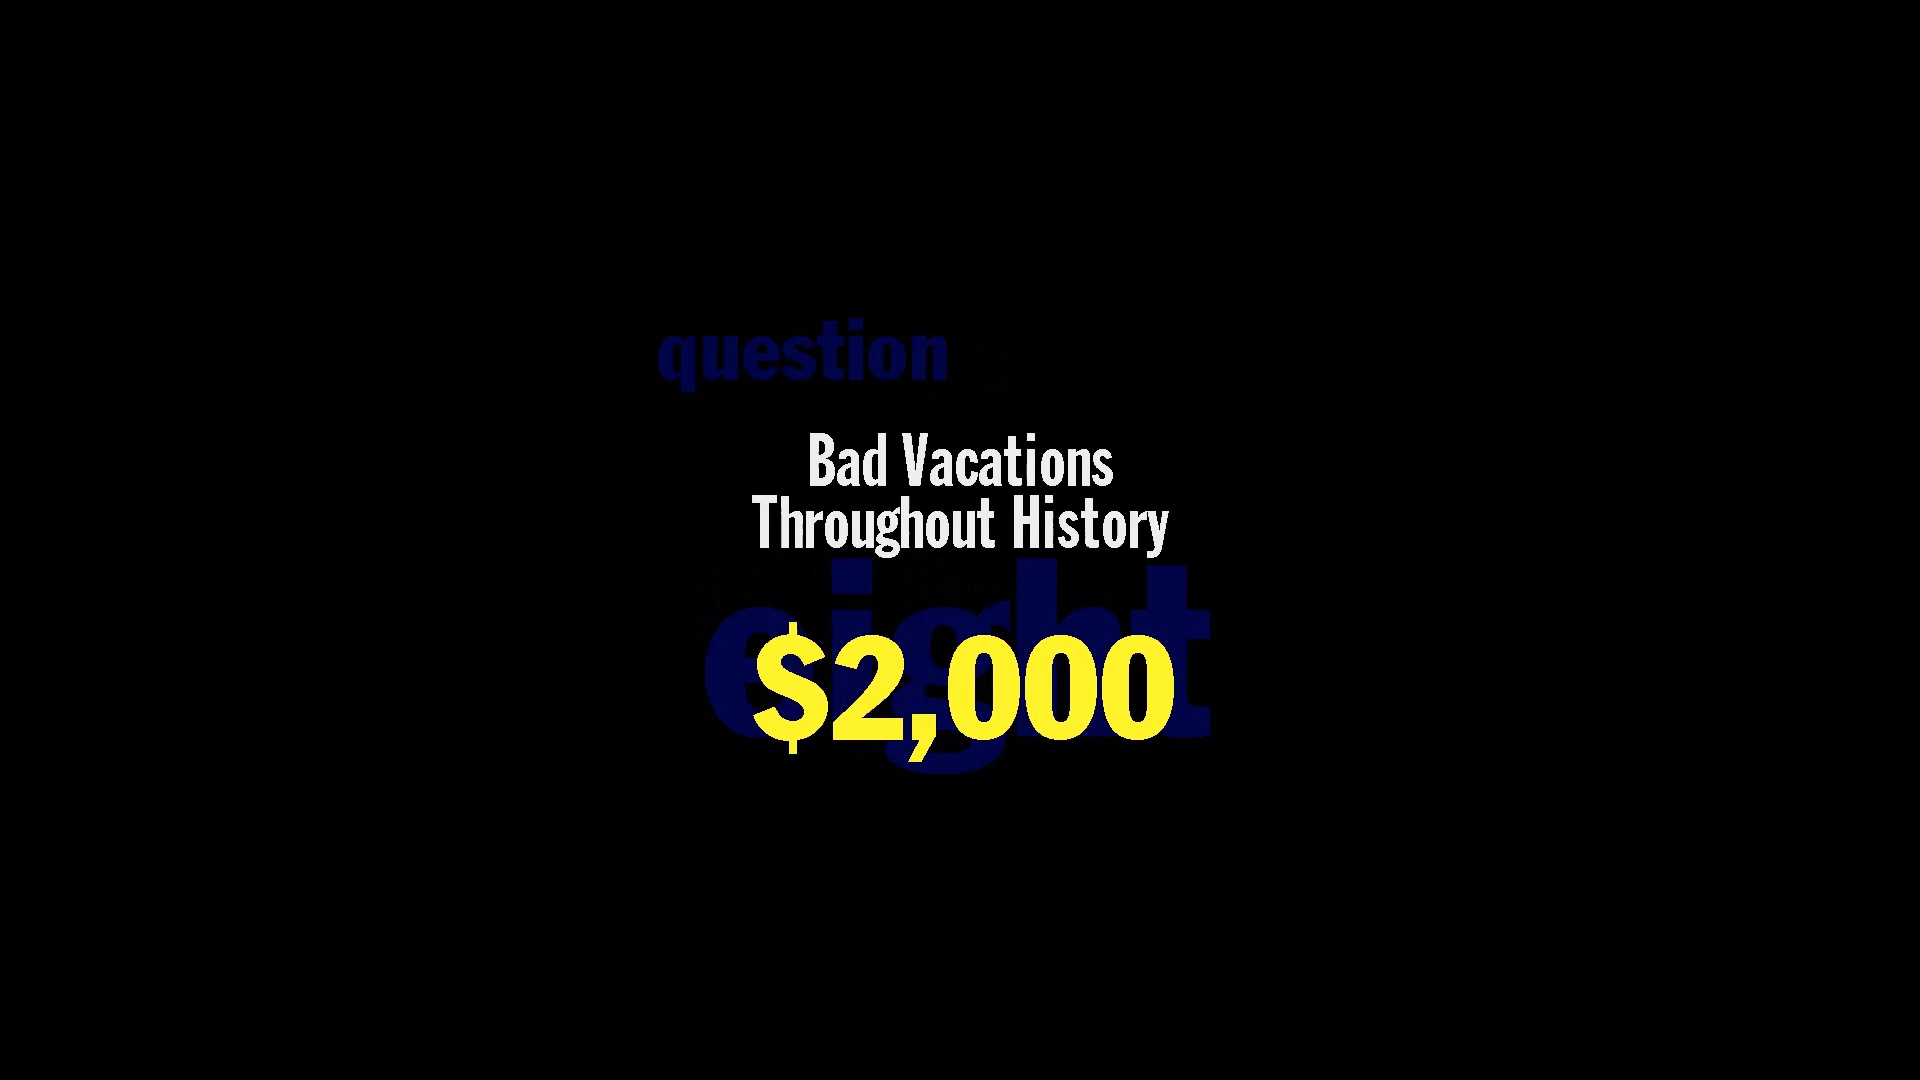 question
Bad Vacations
Throughout History
eight
$2,000